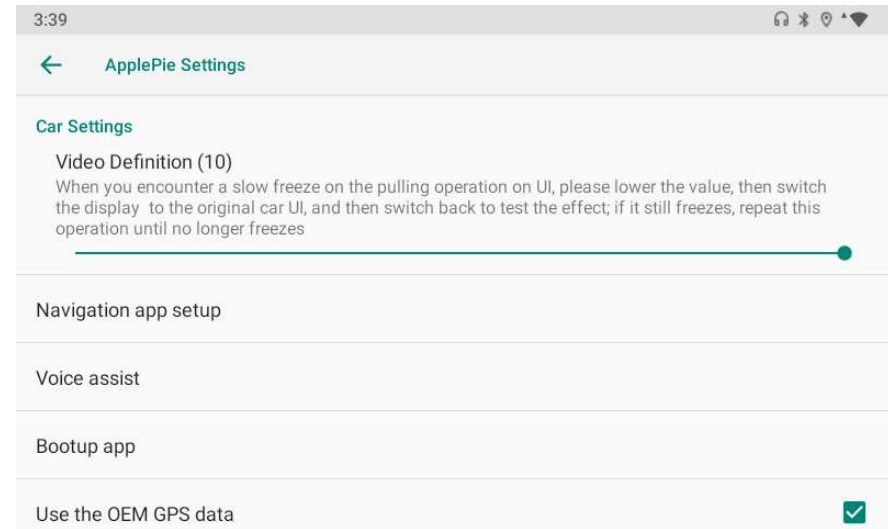 3:39
ApplePie Settings
Car Settings
Video Definition (10)
When you encounter a slow freeze on the pulling operation on UI, please lower the value, then switch
the display  to the original car UI, and then switch back to test the effect; if it still freezes, repeat this
operation until no longer freezes
Navigation app setup
Voice assist
Bootup app
Use the OEM GPS data